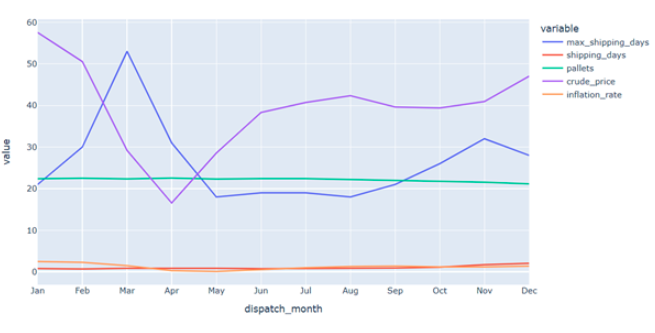 variable
max_shipping_days
shipping_days
pallets
crude_price
inflation_rate
value
60
50
40
30
20
10
0
Jan Feb Mar Apr May Jun Jul Aug Sep Oct Nov Dec
dispatch_month